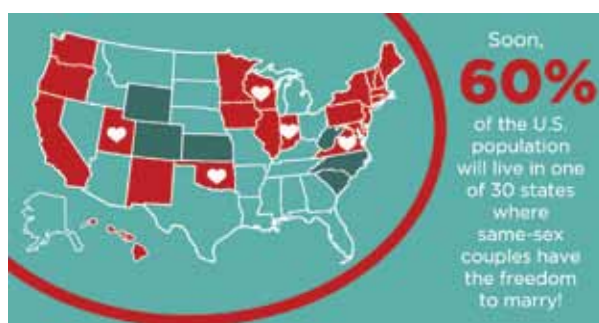 Soon,
60%
of the U.S.
population
will live in one
of 30 states
where
same-sex
couples have
the freedom
to marry!